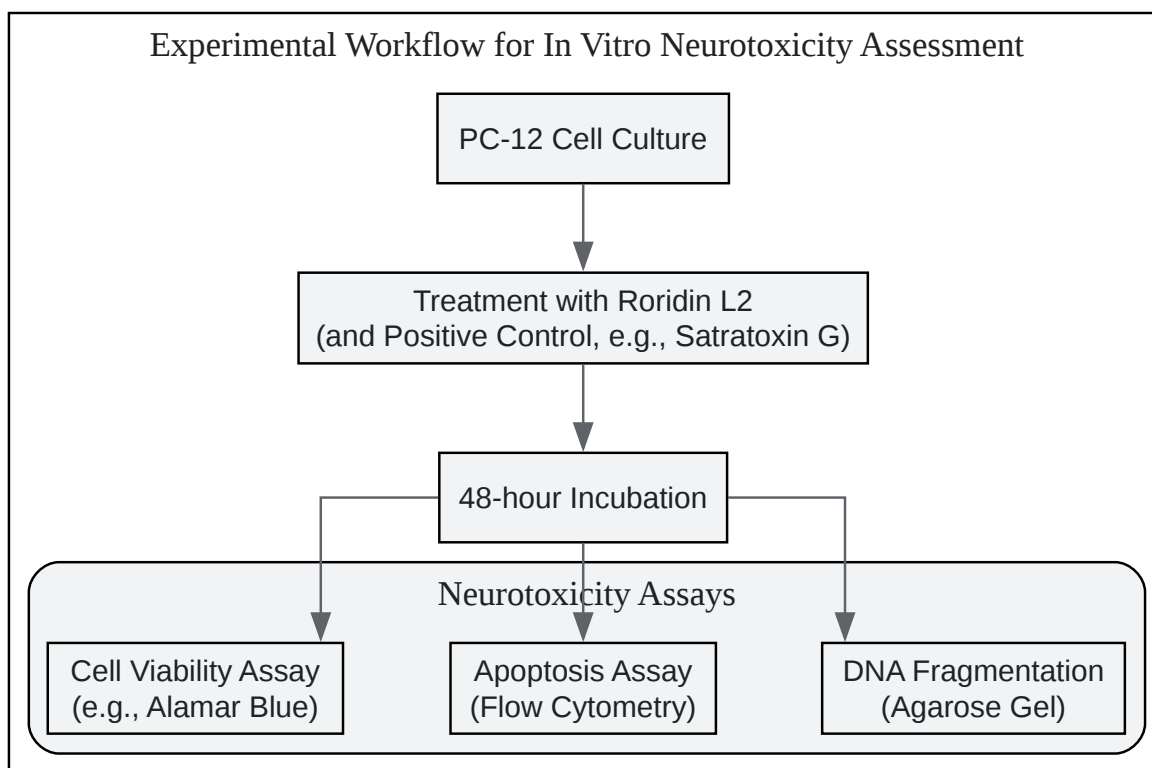 Experimental Workflow for In Vitro Neurotoxicity Assessment
PC-12 Cell Culture
Treatment with Roridin L2
(and Positive Control, e.g., Satratoxin G)
48-hour Incubation
Neurotoxicity Assays
Cell Viability Assay
(e.g., Alamar Blue)
Apoptosis Assay
(Flow Cytometry)
DNA Fragmentation
(Agarose Gel)